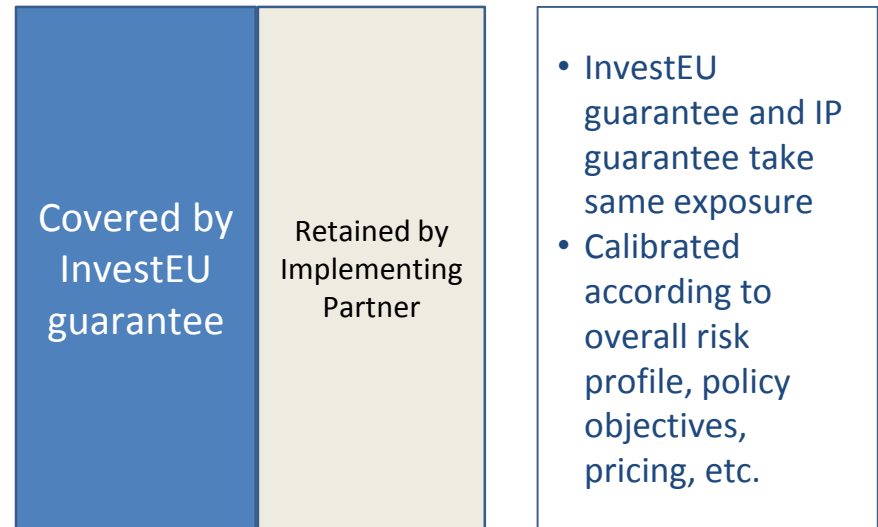 Covered by
InvestEU
guarantee
Retained by
Implementing
Partner
• InvestEU
guarantee and IP
guarantee take
same exposure
• Calibrated
according to
overall risk
profile, policy
objectives,
pricing, etc.